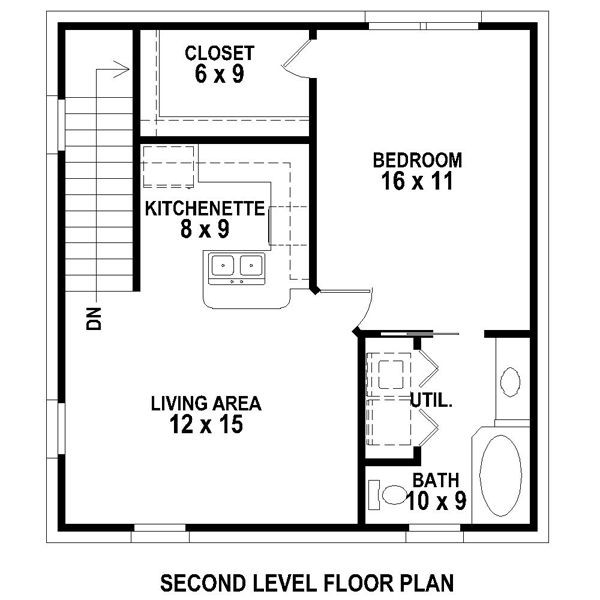 CLOSET
6 x 9
BEDROOM
16 x 11
KITCHENETTE
8 x 9
DN
LIVING AREA
12 x 15
UTIL.
BATH
10 x 9
SECOND LEVEL FLOOR PLAN